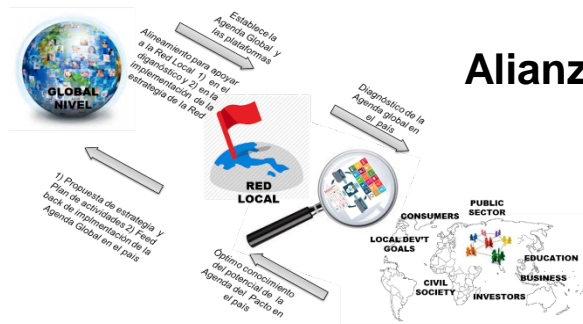 Establece la
Agenda Global y
las plataformas
Alianz
Alineamiento para apoyar
a la Red Local 1) en el
diganóstico y 2) en la
implementación de la
estrategia de la Red
GLOBAL
NIVEL
Diagnóstico de la
Agenda global en
el país
RED
LOCAL
1) Propuesta de estrategia y
Plan de actividades 2) Feed
back de implmentación de la
Agenda Global en el país
Óptimo conocimiento
del potencial de la
Agenda del Pacto en
el país
PUBLIC
SECTOR
CONSUMERS
LOCAL DEV'T
GOALS
EDUCATION
BUSINESS
CIVIL
SOCIETY
INVESTORS